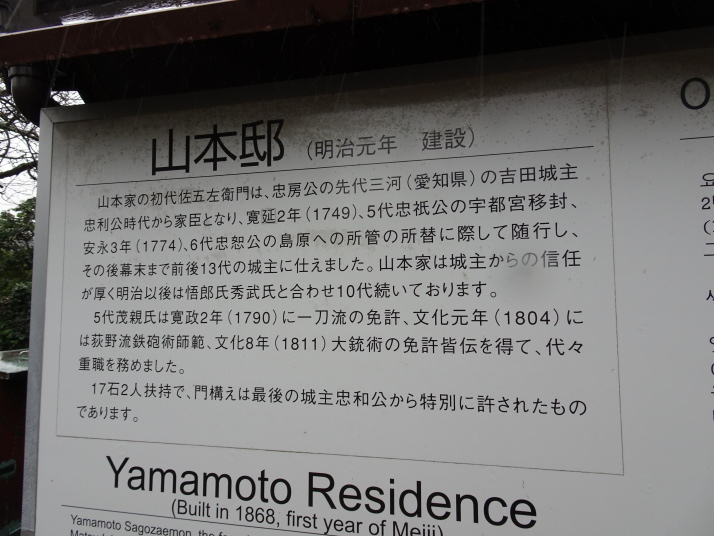 山本邸 (明治元年 建設)
山本家の初代佐五左衛門は、忠房公の先代三河(愛知県)の吉田城主
忠利公時代から家臣となり、寛延2年(1749)、5代忠祇公の宇都宮移封、
安永3年(1774)、6代忠恕公の島原への所管の所替に際して随行し、
その後幕末まで前後13代の城主に仕えました。山本家は城主からの信任
が厚く明治以後は悟郎氏秀武氏と合わせ10代続いております。
5代茂親氏は寛政2年(1790)に一刀流の免許、文化元年(1804)に
は荻野流鉄砲術師範、文化8年(1811)大銃術の免許皆伝を得て、代々
重職を務めました。
17石2人扶持で、門構えは最後の城主忠和公から特別に許されたもの
であります。
Yamamoto Residence
(Built in 1868, first year of Meiji)
Yamamoto Sagozaemon, the
O